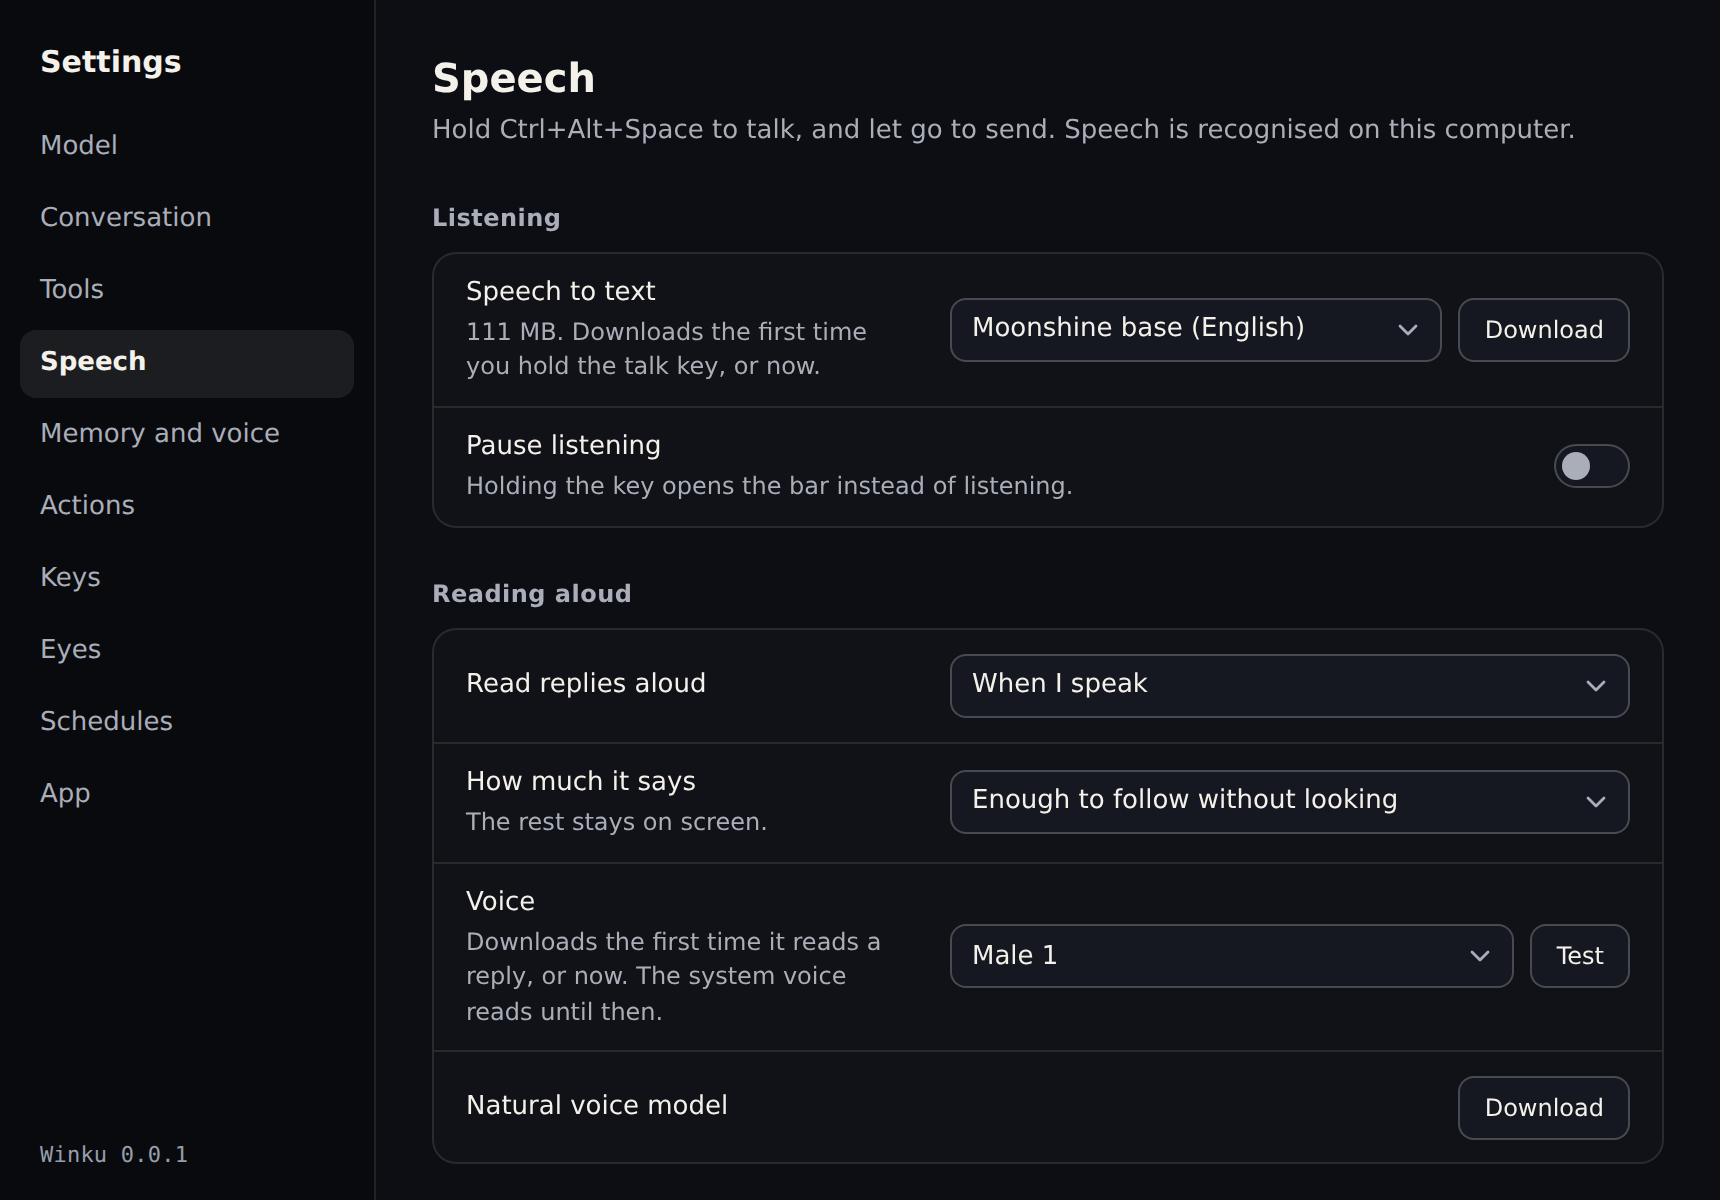 Settings
Model
Conversation
Tools
Speech
Memory and voice
Actions
Keys
Eyes
Schedules
App
Winku 0.0.1
Speech
Hold Ctrl+Alt+Space to talk, and let go to send. Speech is recognised on this computer.
Listening
Speech to text
111 MB. Downloads the first time
you hold the talk key, or now.
Moonshine base (English)
Download
Pause listening
Holding the key opens the bar instead of listening.
Reading aloud
Read replies aloud
When I speak
How much it says
The rest stays on screen.
Enough to follow without looking
Voice
Downloads the first time it reads a
reply, or now. The system voice
reads until then.
Male 1
Test
Natural voice model
Download